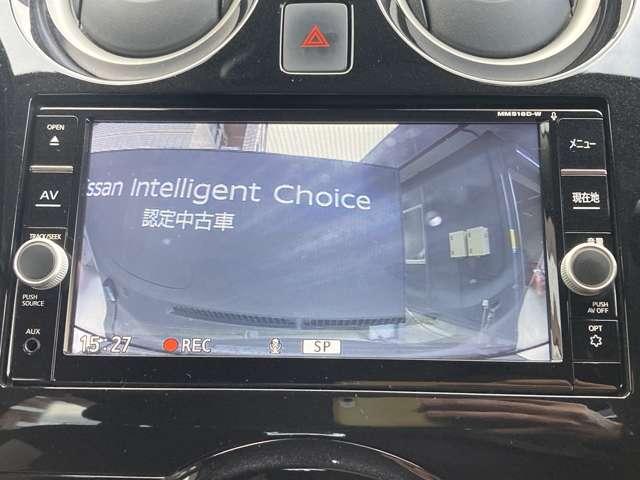 MM516D-W
OPEN
メニュー
AV
現在地
issan Intelligent Choice
認定中古車
TRACK/SEEK
PUSH
SOURCE
PUSH
AV OFF
AUX
OPT
15:27
REC
SP